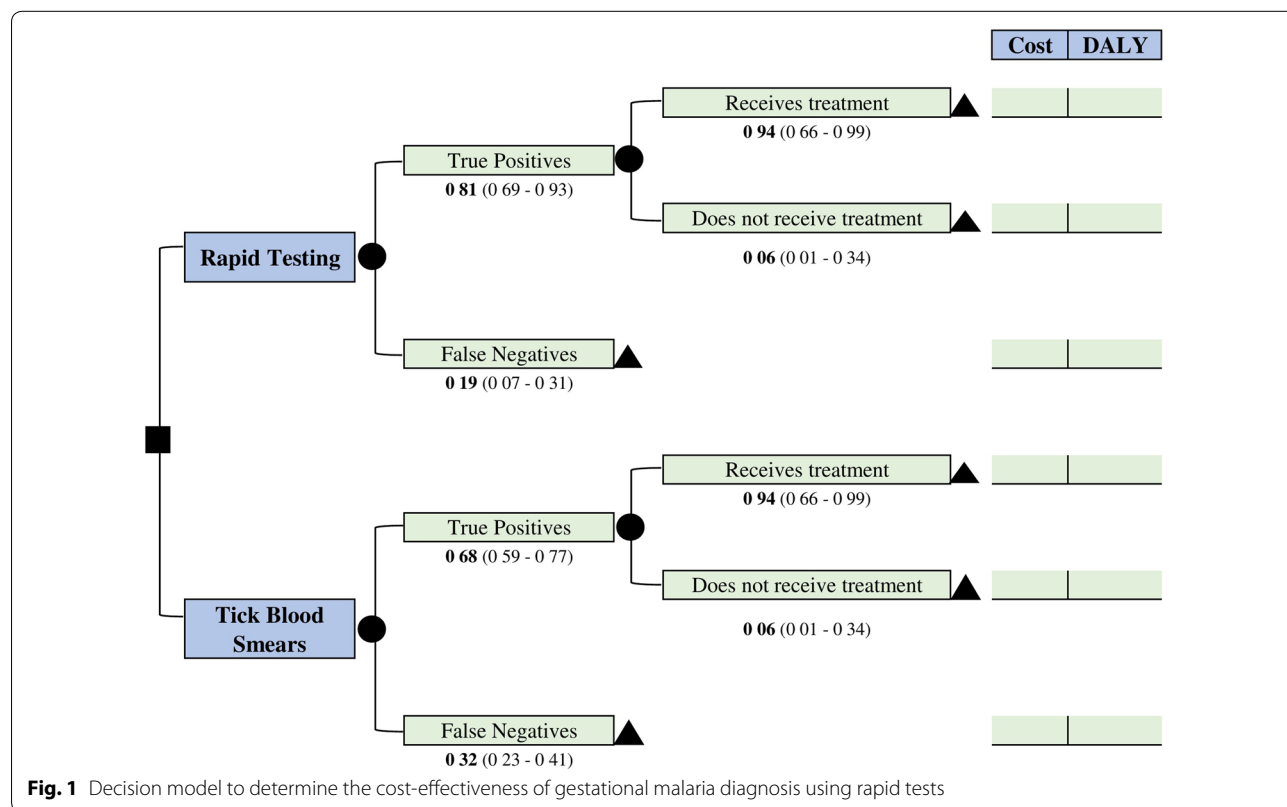 Cost DALY
Receives treatment
0 94 (0 66 - 0 99)
True Positives
0 81 (0 69 - 0 93)
Does not receive treatment
0 06 (0 01 - 0 34)
Rapid Testing
False Negatives
0 19 (0 07 - 0 31)
Receives treatment
0 94 (0 66 - 0 99)
True Positives
0 68 (0 59 - 0 77)
Does not receive treatment
0 06 (0 01 - 0 34)
Tick Blood
Smears
False Negatives
0 32 (0 23 - 0 41)
Fig. 1 Decision model to determine the cost-effectiveness of gestational malaria diagnosis using rapid tests